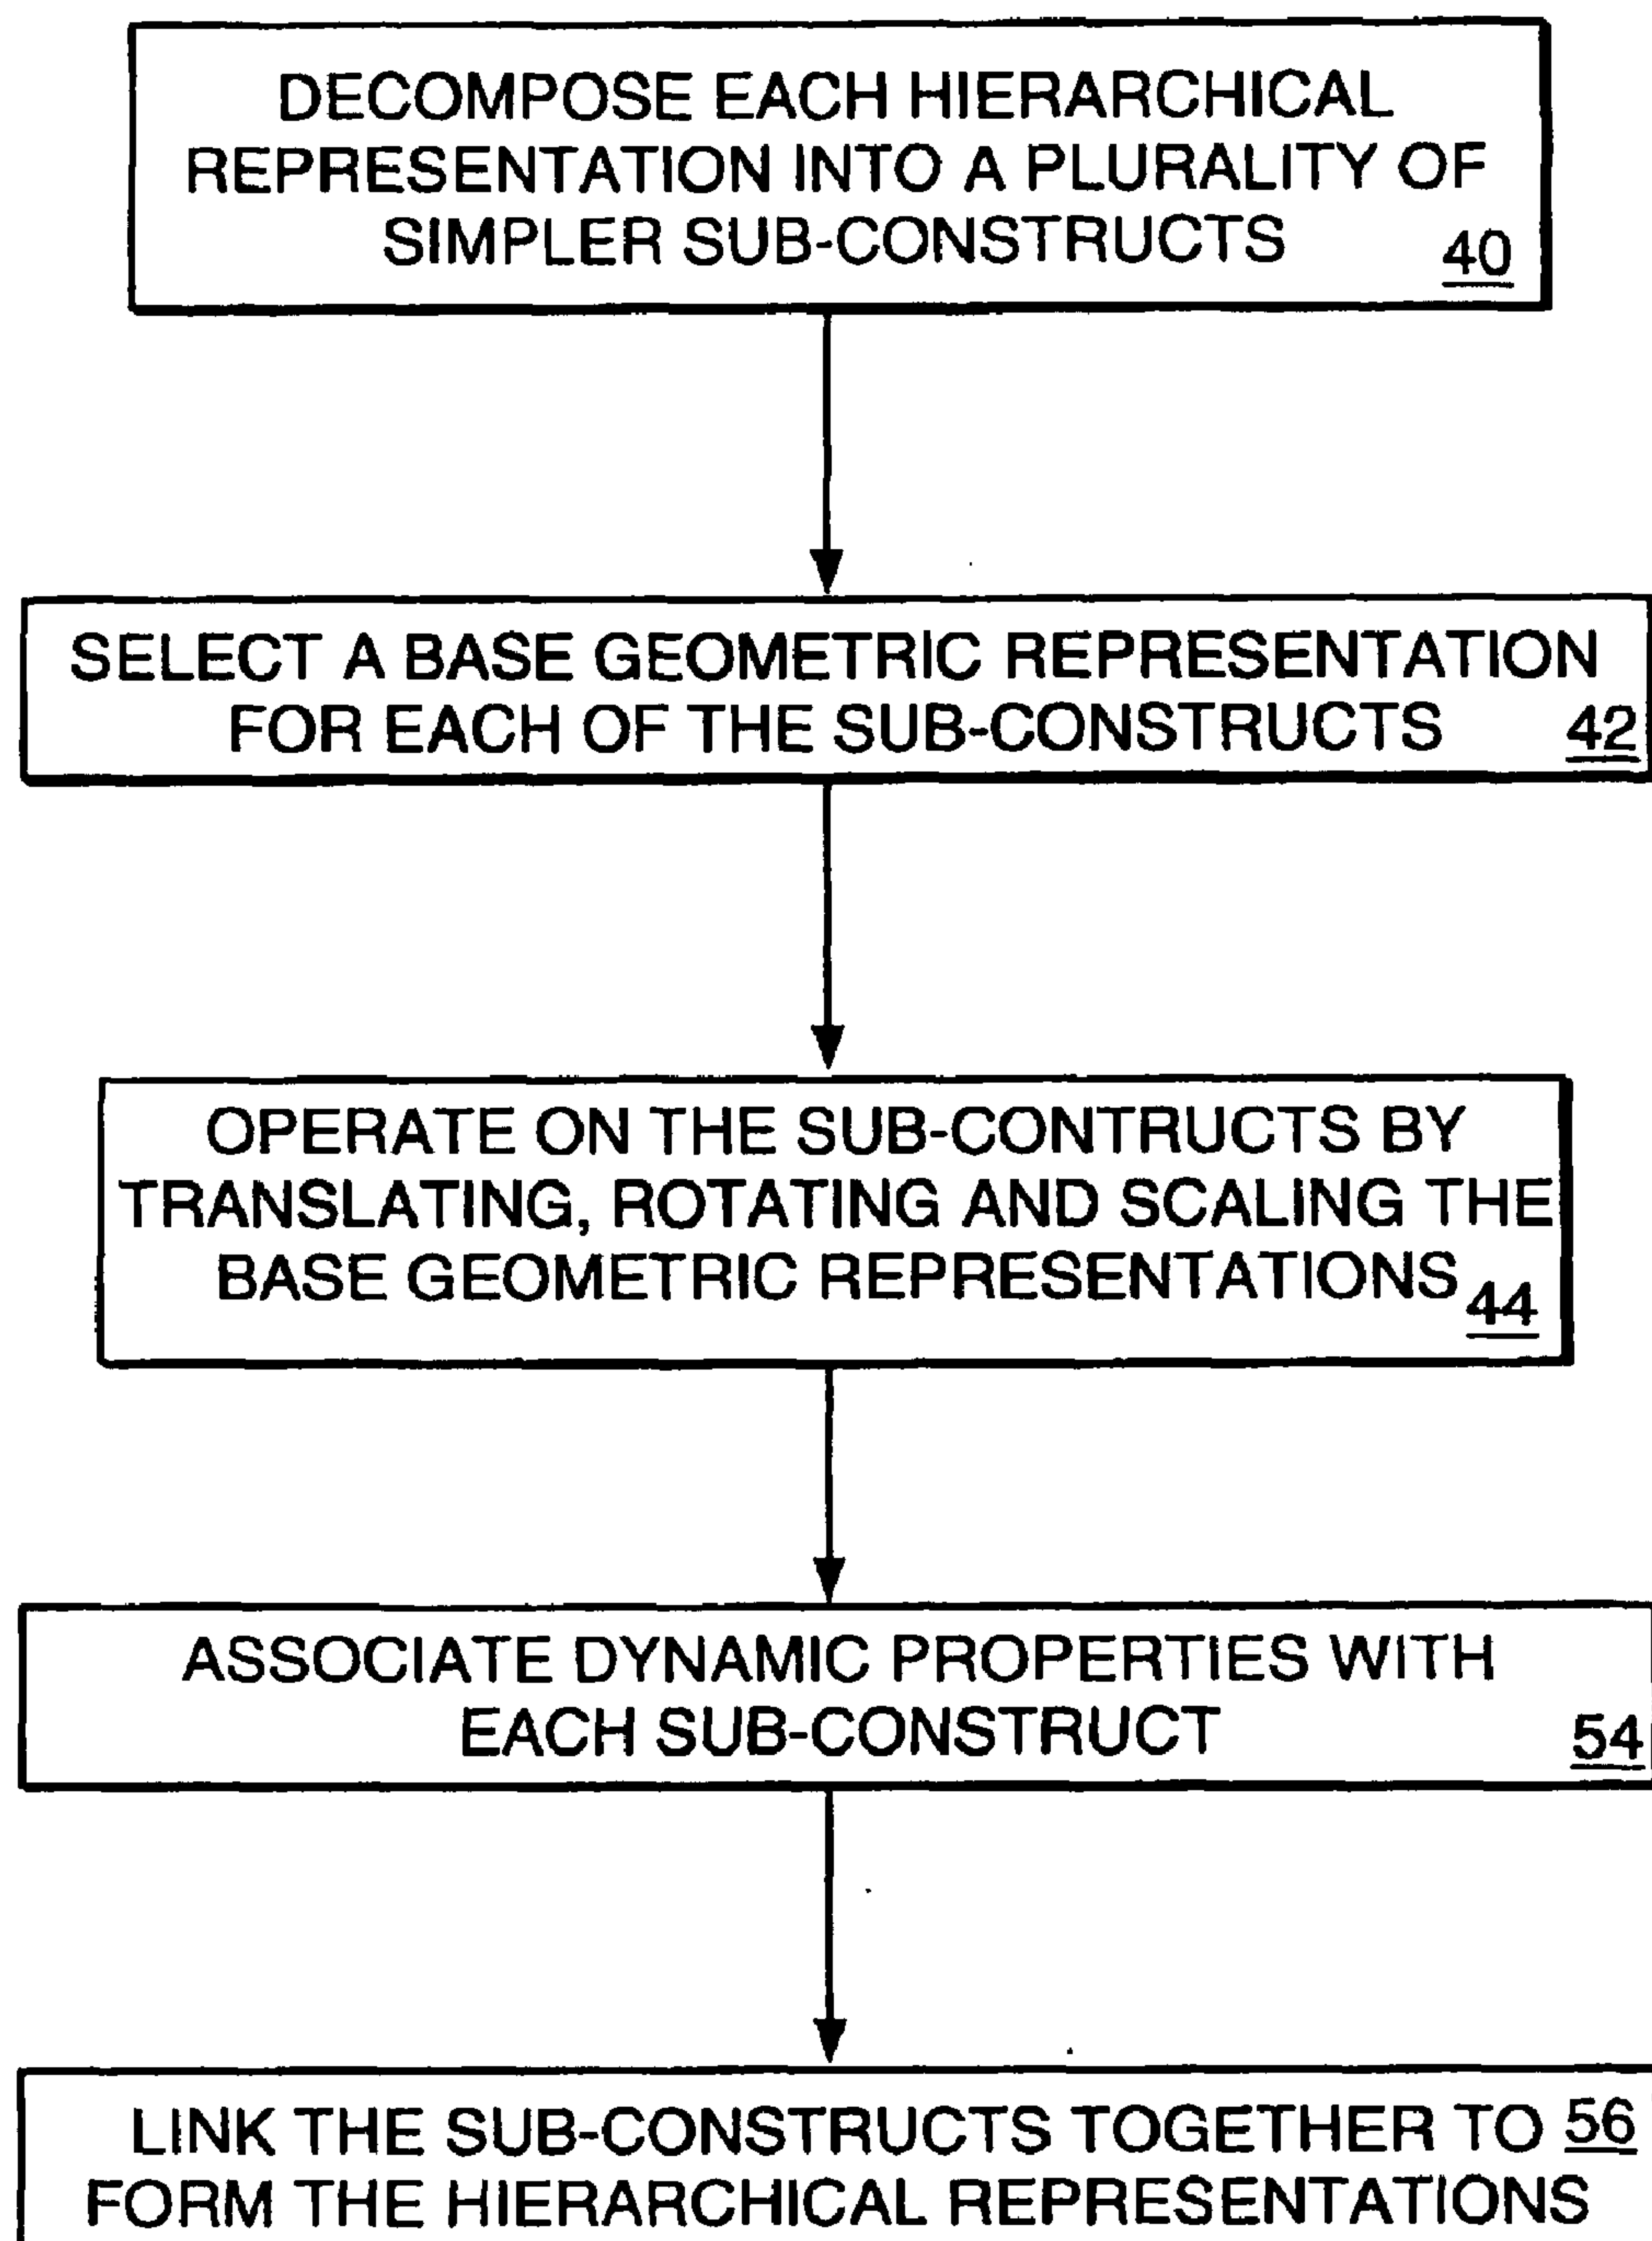 DECOMPOSE EACH HIERARCHICAL
REPRESENTATION INTO A PLURALITY OF
SIMPLER SUB-CONSTRUCTS 40
SELECT A BASE GEOMETRIC REPRESENTATION
FOR EACH OF THE SUB-CONSTRUCTS 42
OPERATE ON THE SUB-CONTRUCTS BY
TRANSLATING, ROTATING AND SCALING THE
BASE GEOMETRIC REPRESENTATIONS 44
ASSOCIATE DYNAMIC PROPERTIES WITH
EACH SUB-CONSTRUCT 54
LINK THE SUB-CONSTRUCTS TOGETHER TO 56
FORM THE HIERARCHICAL REPRESENTATIONS